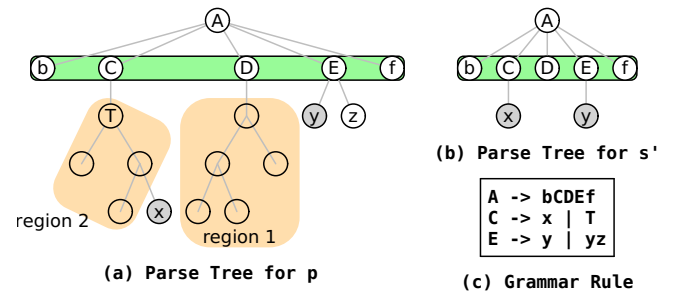 A
b C D E f
T
y z
x
region 2
region 1
(a) Parse Tree for p
A
b C D E f
x y
(b) Parse Tree for s'
A -> bCDEf
C -> x | T
E -> y | yz
(c) Grammar Rule